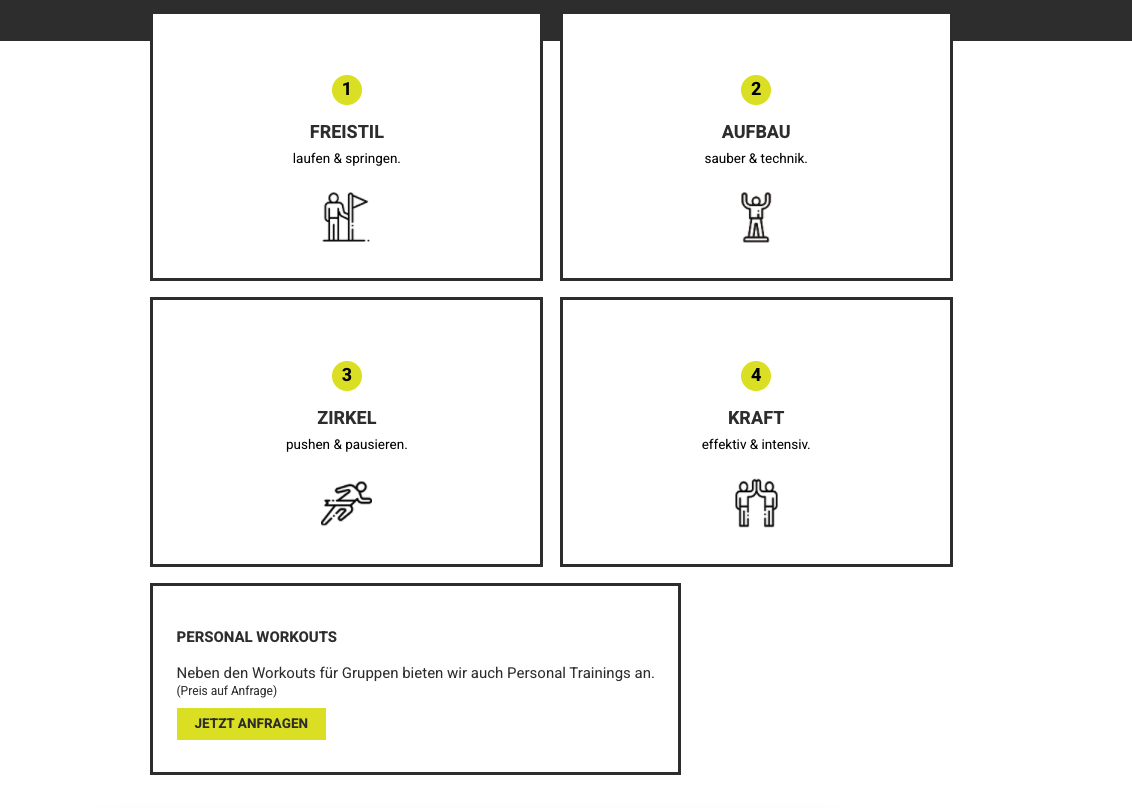 1
FREISTIL
laufen & springen.
2
AUFBAU
sauber & technik.
3
ZIRKEL
pushen & pausieren.
4
KRAFT
effektiv & intensiv.
PERSONAL WORKOUTS
Neben den Workouts für Gruppen bieten wir auch Personal Trainings an.
(Preis auf Anfrage)
JETZT ANFRAGEN